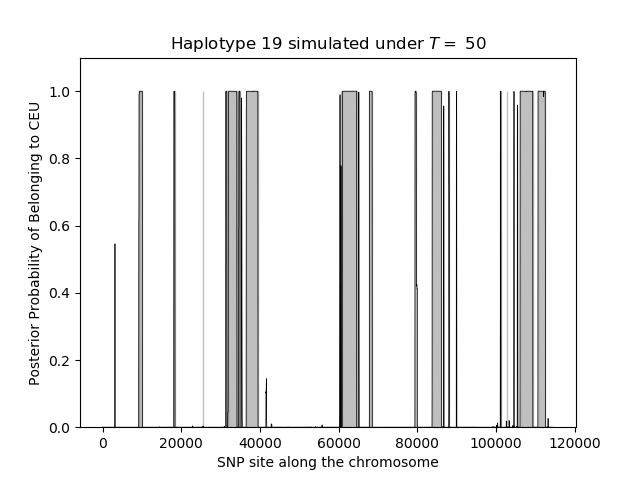 Haplotype 19 simulated under T = 50
Posterior Probability of Belonging to CEU
1.0
0.8
0.6
0.4
0.2
0.0
0 20000 40000 60000 80000 100000 120000
SNP site along the chromosome